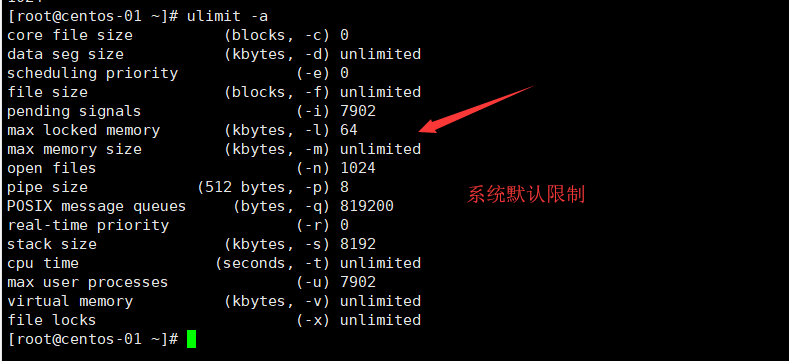 [root@centos-01 ~]# ulimit -a
core file size          (blocks, -c) 0
data seg size           (kbytes, -d) unlimited
scheduling priority             (-e) 0
file size               (blocks, -f) unlimited
pending signals                 (-i) 7902
max locked memory       (kbytes, -l) 64
max memory size         (kbytes, -m) unlimited
open files                      (-n) 1024
pipe size            (512 bytes, -p) 8
系统默认限制
POSIX message queues     (bytes, -q) 819200
real-time priority              (-r) 0
stack size              (kbytes, -s) 8192
cpu time               (seconds, -t) unlimited
max user processes              (-u) 7902
virtual memory          (kbytes, -v) unlimited
file locks                      (-x) unlimited
[root@centos-01 ~]#